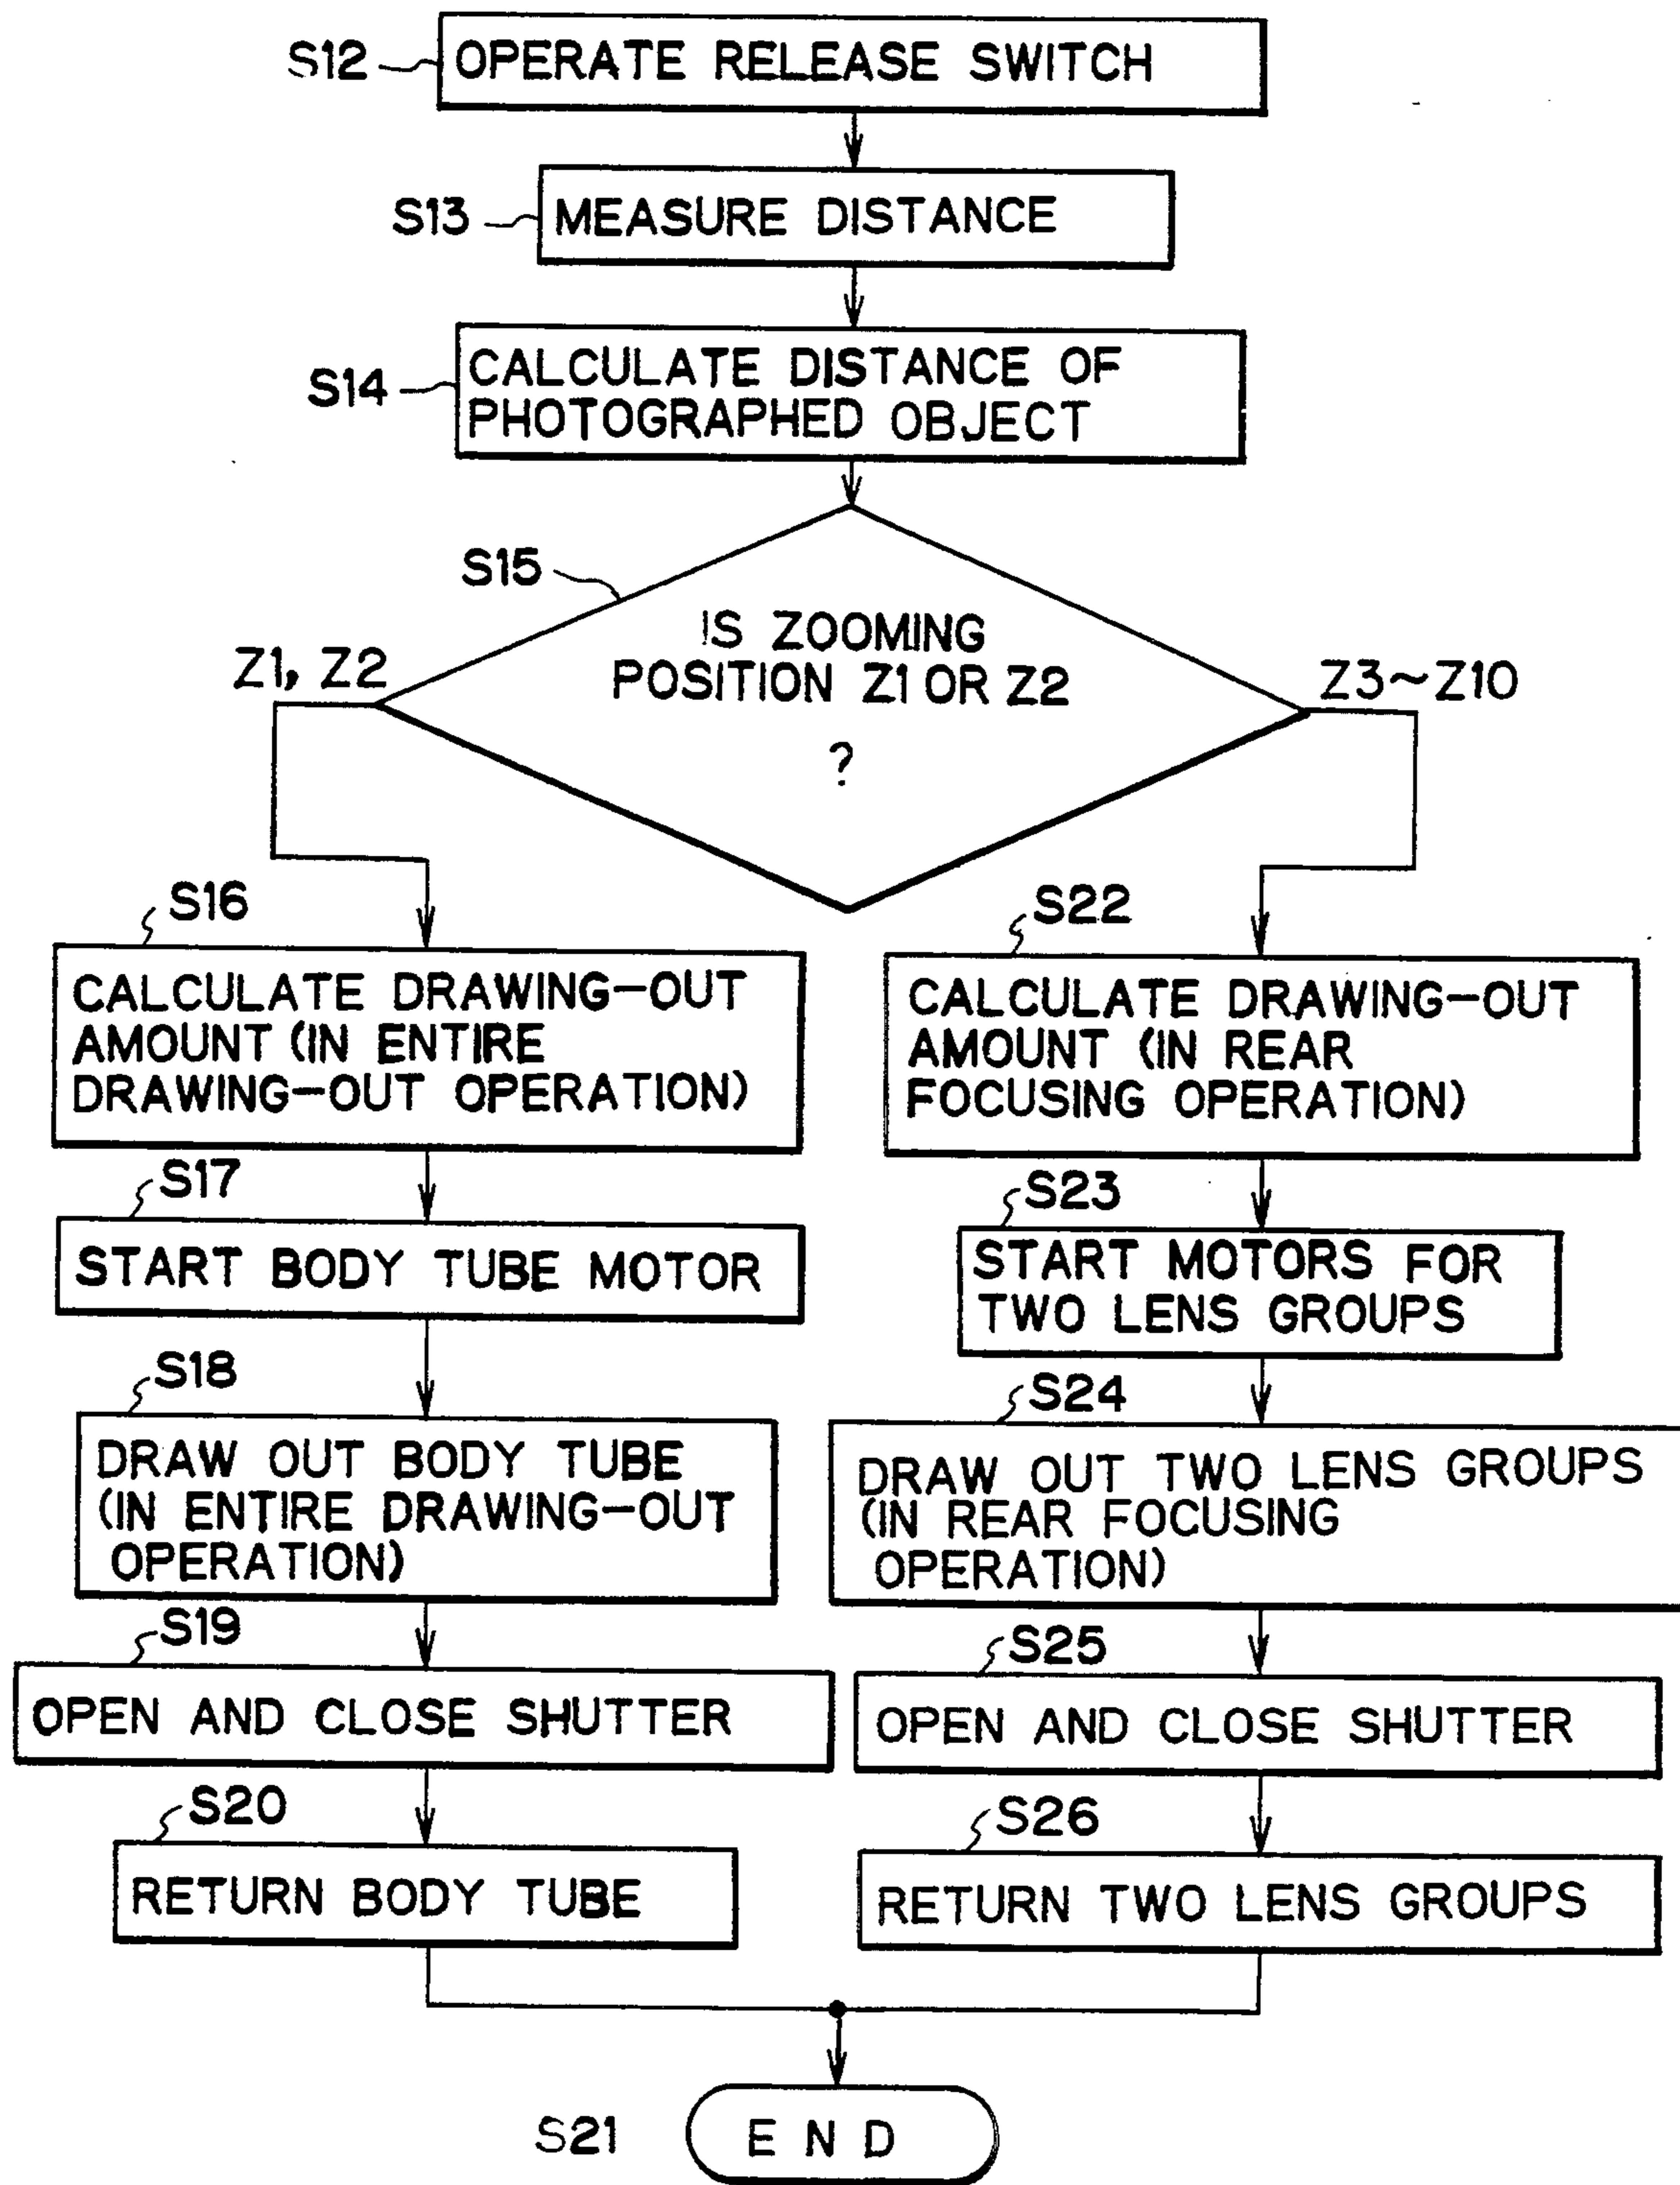 S12
OPERATE RELEASE SWITCH
S13
MEASURE DISTANCE
S14
CALCULATE DISTANCE OF
PHOTOGRAPHED OBJECT
S15
IS ZOOMING
POSITION Z1 OR Z2
?
Z1, Z2
Z3~Z10
S16
CALCULATE DRAWING-OUT
AMOUNT (IN ENTIRE
DRAWING-OUT OPERATION)
S17
START BODY TUBE MOTOR
S18
DRAW OUT BODY TUBE
(IN ENTIRE DRAWING-OUT
OPERATION)
S19
OPEN AND CLOSE SHUTTER
S20
RETURN BODY TUBE
S22
CALCULATE DRAWING-OUT
AMOUNT (IN REAR
FOCUSING OPERATION)
S23
START MOTORS FOR
TWO LENS GROUPS
S24
DRAW OUT TWO LENS GROUPS
(IN REAR FOCUSING
OPERATION)
S25
OPEN AND CLOSE SHUTTER
S26
RETURN TWO LENS GROUPS
S21
END